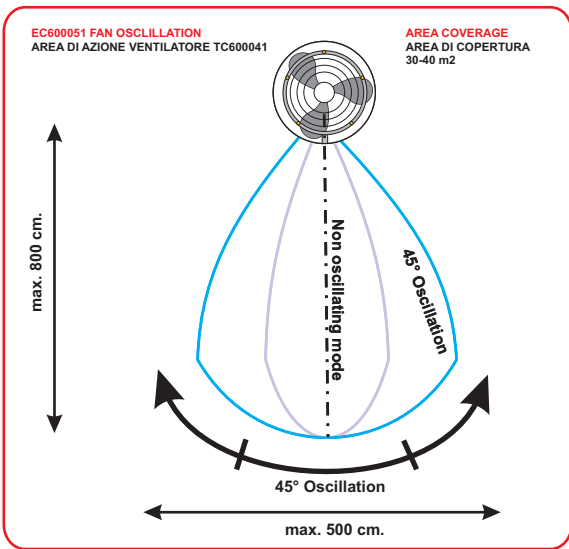 EC600051 FAN OSCLILLATION
AREA DI AZIONE VENTILATORE TC600041
AREA COVERAGE
AREA DI COPERTURA
30-40 m2
max. 800 cm.
Non oscillating mode
45° Oscillation
45° Oscillation
max. 500 cm.